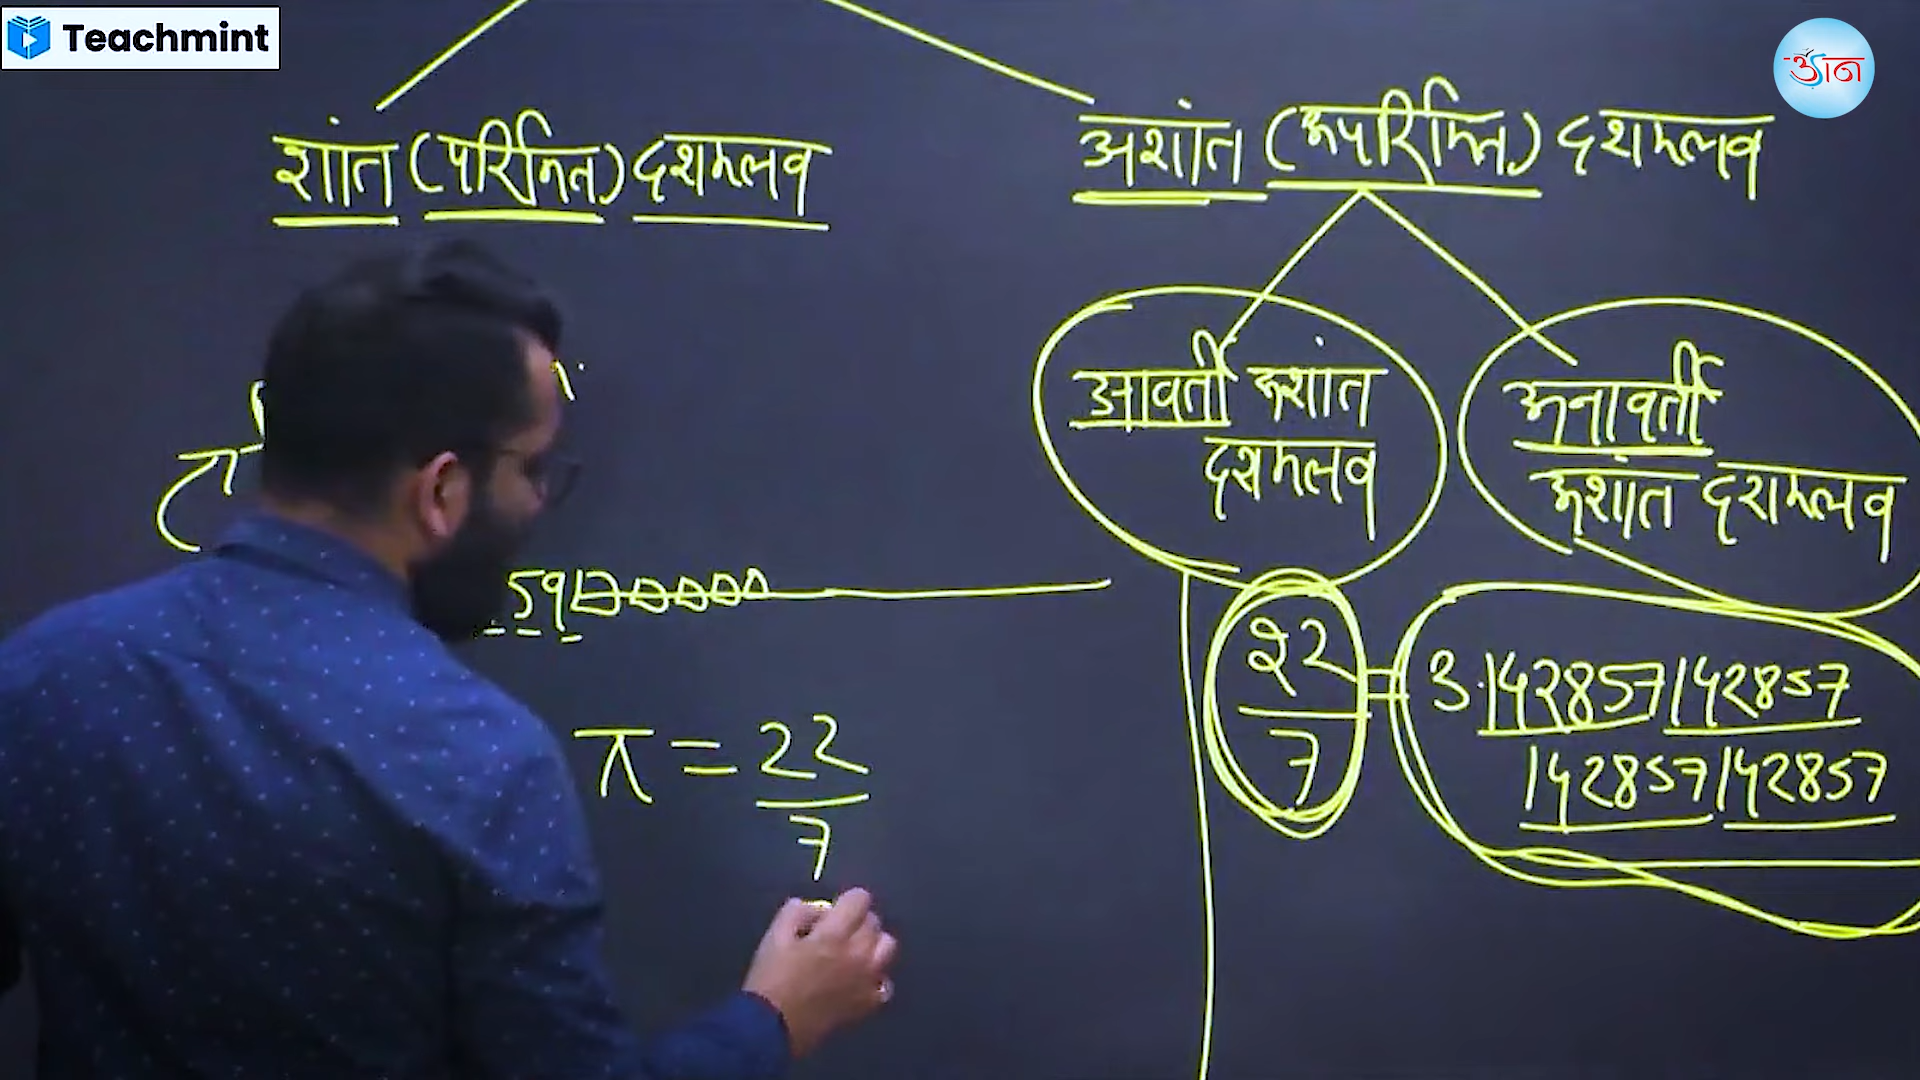 Teachmint
ज्ञान
शांत (परिमित) दशमलव
अशांत (अपरिमित) दशमलव
आवर्ती अशांत
दशमलव
अनावर्ती
अशांत दशमलव
5900000
π = 22/7
22/7 = 3.142857142857
142857142857